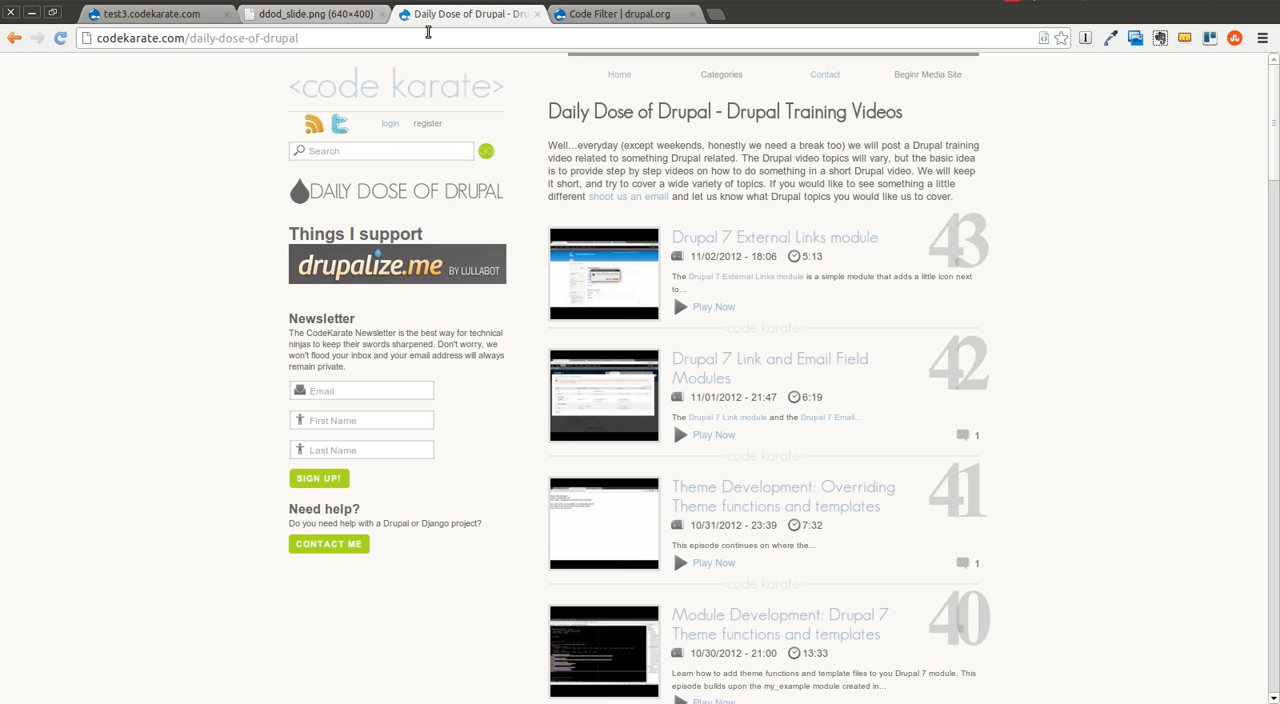 test3.codekarate.com
ddod_slide.png (640×400)
Daily Dose of Drupal - Dru
Code Filter | drupal.org
codekarate.com/daily-dose-of-drupal
<code karate>
login register
Search
DAILY DOSE OF DRUPAL
Things I support
drupalize.me BY LULLABOT
Newsletter
The CodeKarate Newsletter is the best way for technical
ninjas to keep their swords sharpened. Don't worry, we
won't flood your inbox and your email address will always
remain private.
Email
First Name
Last Name
SIGN UP!
Need help?
Do you need help with a Drupal or Django project?
CONTACT ME
Home Categories Contact Beginr Media Site
Daily Dose of Drupal - Drupal Training Videos
Well...everyday (except weekends, honestly we need a break too) we will post a Drupal training
video related to something Drupal related. The Drupal video topics will vary, but the basic idea
is to provide step by step videos on how to do something in a short Drupal video. We will keep
it short, and try to cover a wide variety of topics. If you would like to see something a little
different shoot us an email and let us know what Drupal topics you would like us to cover.
Drupal 7 External Links module
43
11/02/2012 - 18:06 5:13
The Drupal 7 External Links module is a simple module that adds a little icon next
to...
Play Now
<code karate>
Drupal 7 Link and Email Field
Modules
42
11/01/2012 - 21:47 6:19
The Drupal 7 Link module and the Drupal 7 Email...
Play Now
1
<code karate>
Theme Development: Overriding
Theme functions and templates
41
10/31/2012 - 23:39 7:32
This episode continues on where the...
Play Now
1
<code karate>
Module Development: Drupal 7
Theme functions and templates
40
10/30/2012 - 21:00 13:33
Learn how to add theme functions and template files to you Drupal 7 module. This
episode builds upon the my_example module created in...
Play Now